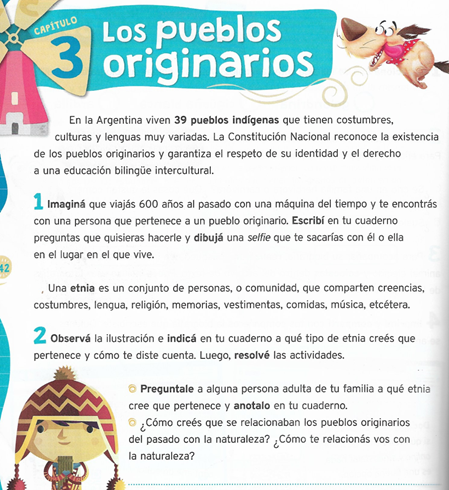 CAPÍTULO
3
Los pueblos
originarios
En la Argentina viven 39 pueblos indígenas que tienen costumbres,
culturas y lenguas muy variadas. La Constitución Nacional reconoce la existencia
de los pueblos originarios y garantiza el respeto de su identidad y el derecho
a una educación bilingüe intercultural.
1 Imaginá que viajás 600 años al pasado con una máquina del tiempo y te encontrás
con una persona que pertenece a un pueblo originario. Escribí en tu cuaderno
preguntas que quisieras hacerle y dibujá una selfie que te sacarías con él o ella
en el lugar en el que vive.
42
Una etnia es un conjunto de personas, o comunidad, que comparten creencias,
costumbres, lengua, religión, memorias, vestimentas, comidas, música, etcétera.
2 Observá la ilustración e indicá en tu cuaderno a qué tipo de etnia creés que
pertenece y cómo te diste cuenta. Luego, resolvé las actividades.
Preguntale a alguna persona adulta de tu familia a qué etnia
cree que pertenece y anotalo en tu cuaderno.
¿Cómo creés que se relacionaban los pueblos originarios
del pasado con la naturaleza? ¿Cómo te relacionás vos con
la naturaleza?